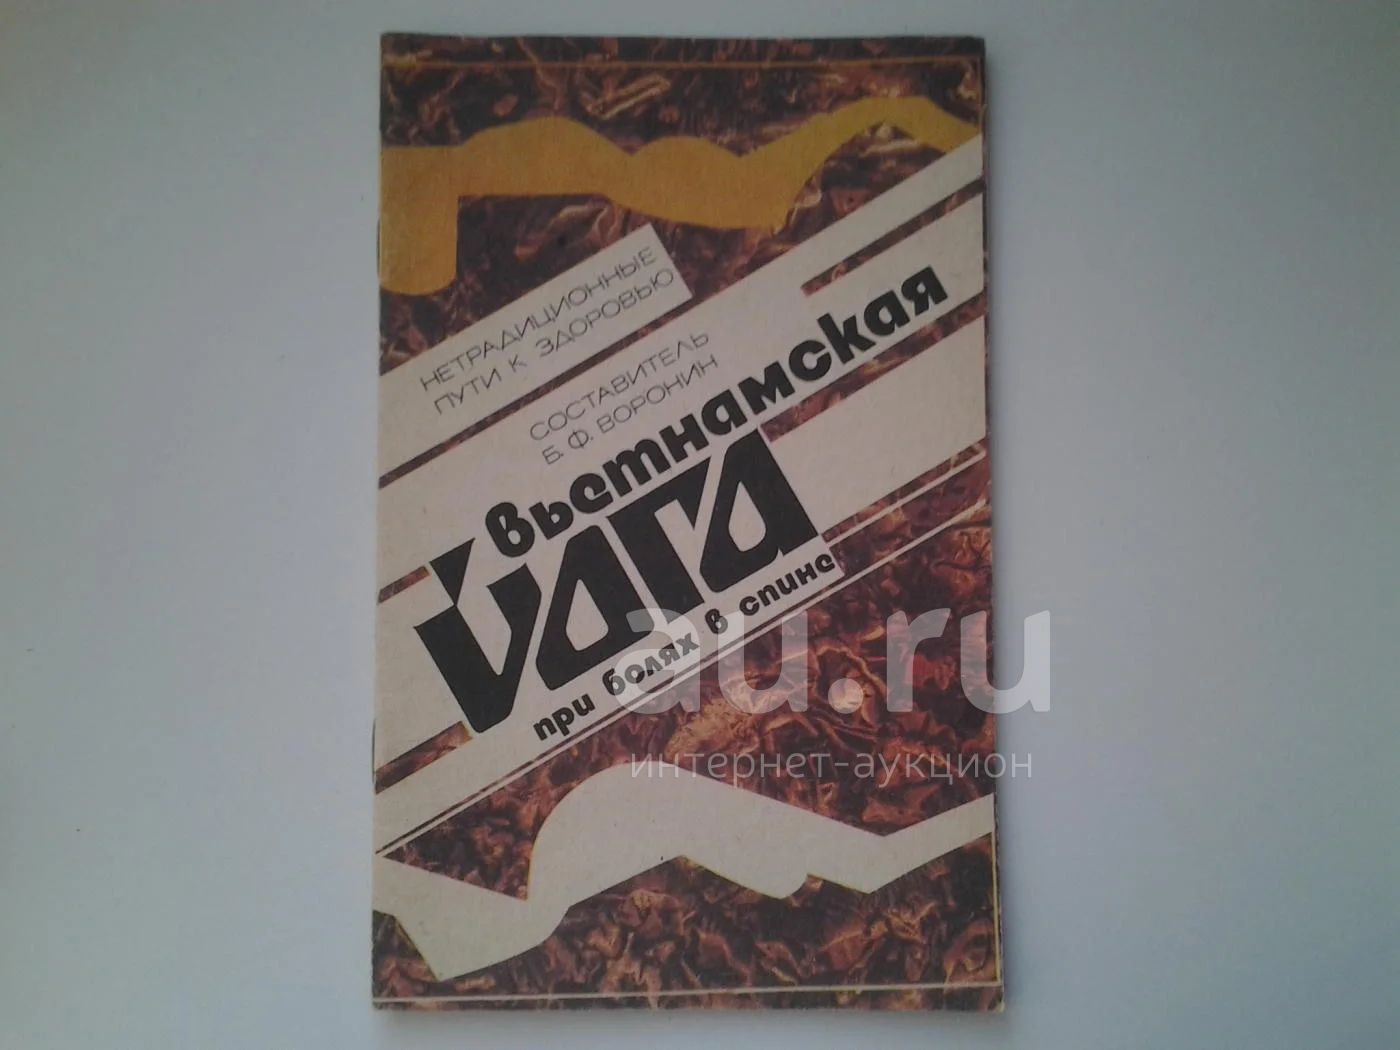 НЕТРАДИЦИОННЫЕ
ПУТИ К ЗДОРОВЬЮ
СОСТАВИТЕЛЬ
Б. Ф. ВОРОНИН
вьетнамская
йога
при болях в спине
au.ru
интернет-аукцион